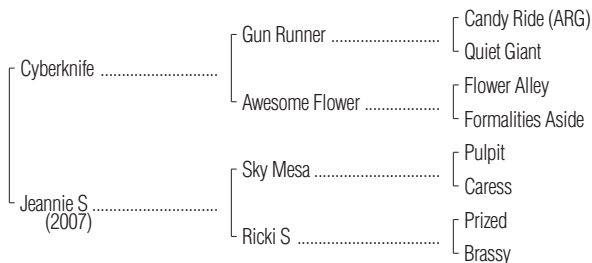 Candy Ride (ARG)
Gun Runner
Quiet Giant
Cyberknife
Flower Alley
Awesome Flower
Formalities Aside
Pulpit
Sky Mesa
Caress
Jeannie S
(2007)
Prized
Ricki S
Brassy